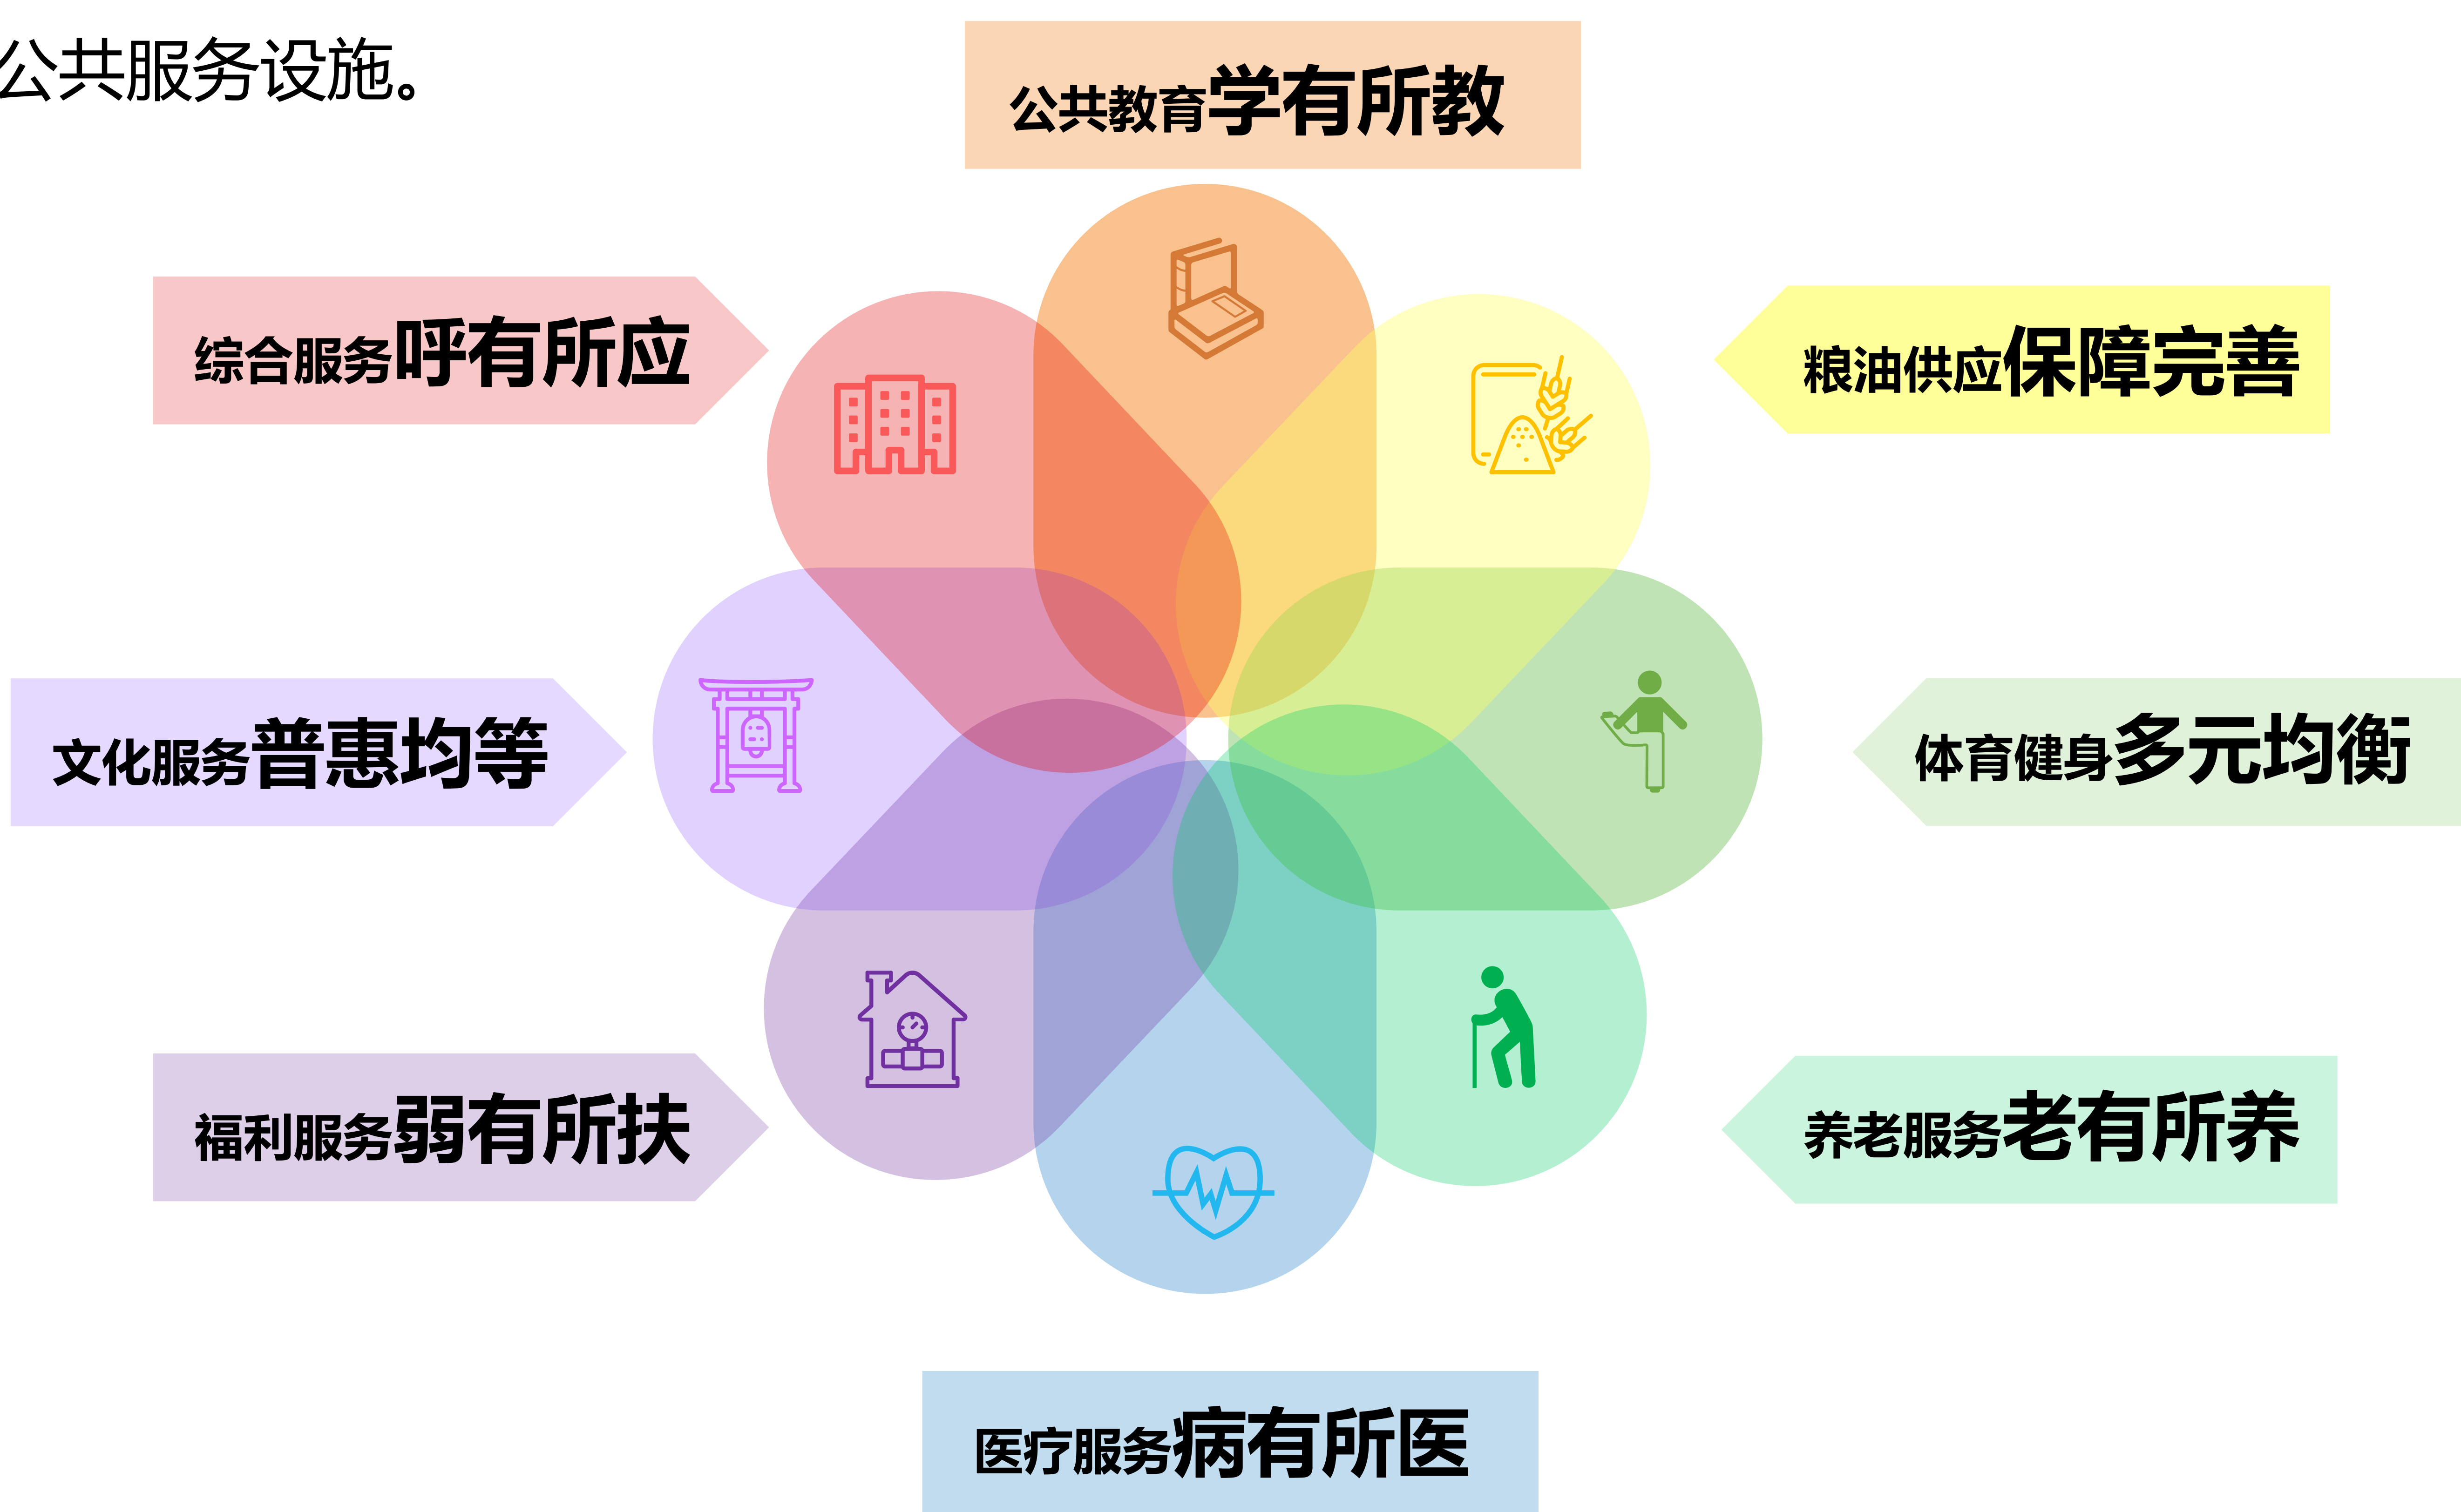 公共服务设施。
公共教育学有所教
综合服务呼有所应
粮油供应保障完善
文化服务普惠均等
体育健身多元均衡
福利服务弱有所扶
养老服务老有所养
医疗服务病有所医